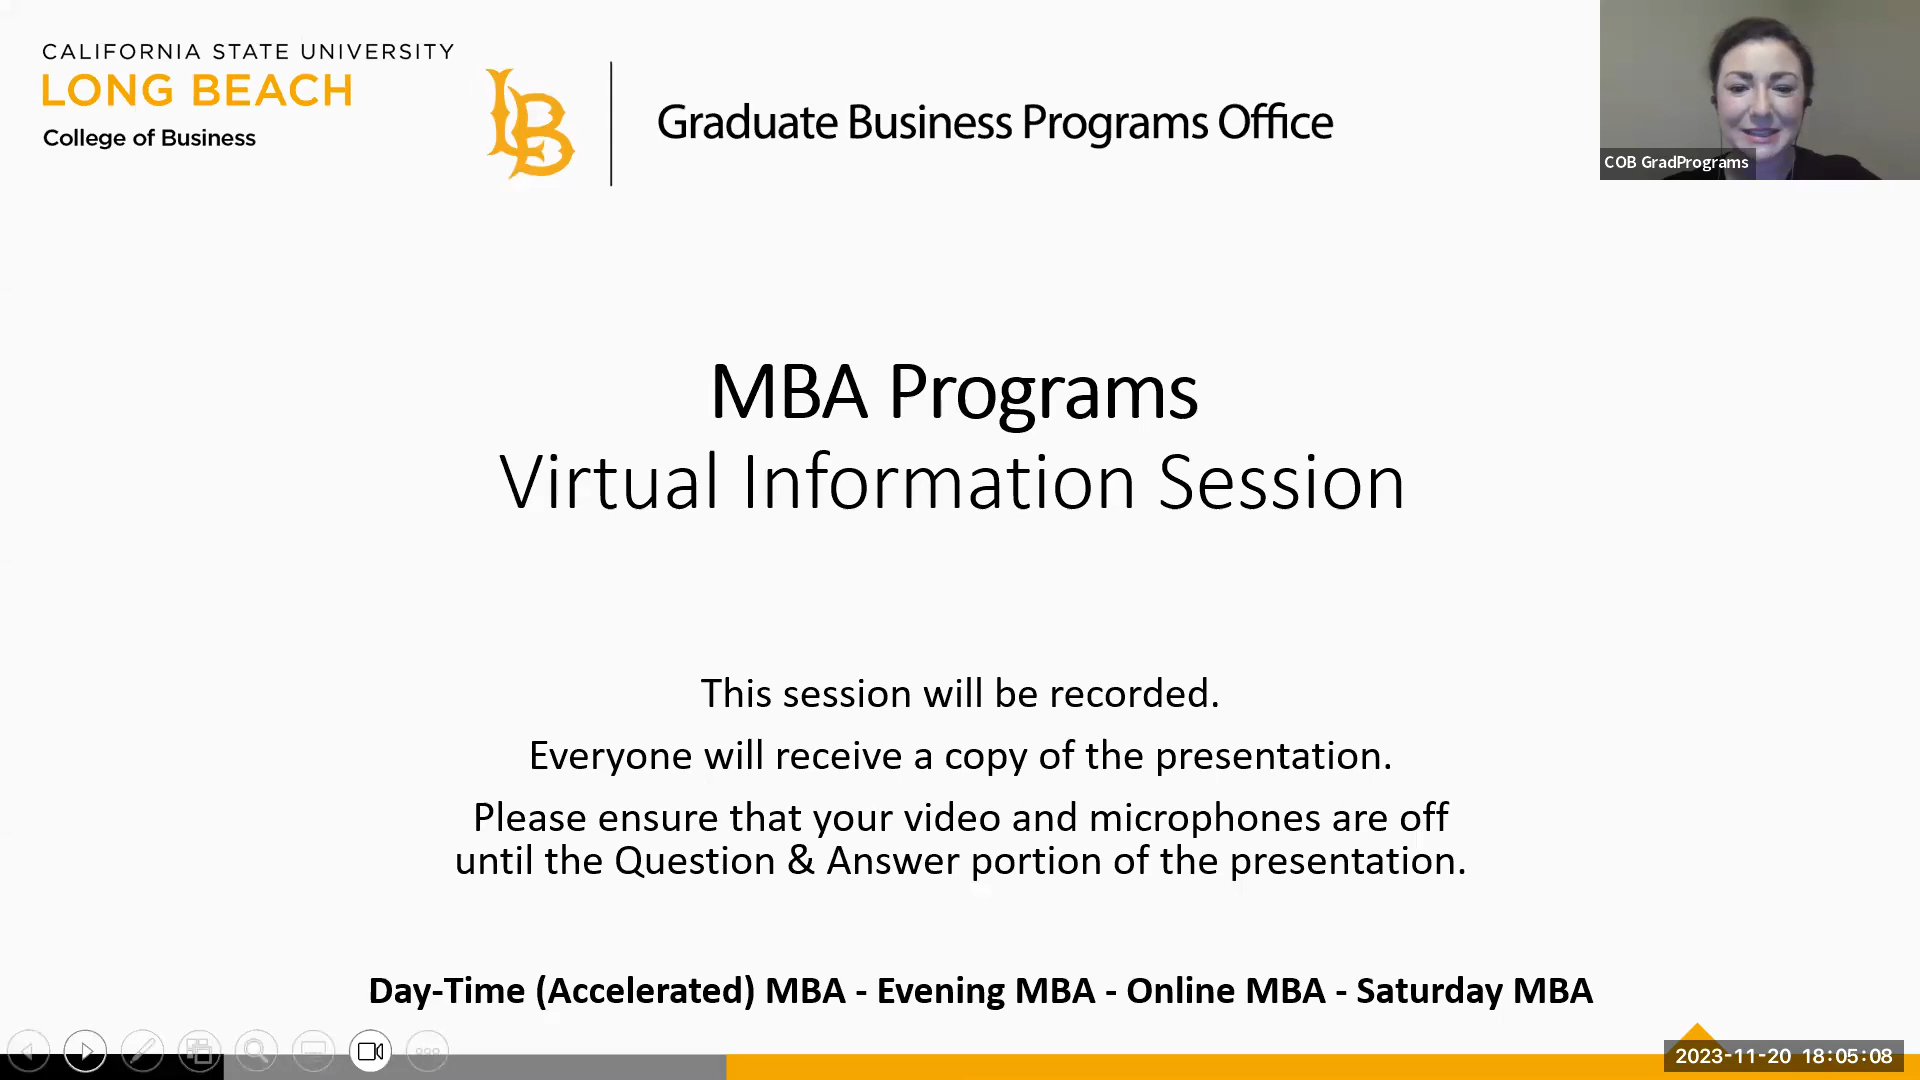 CALIFORNIA STATE UNIVERSITY
LONG BEACH
College of Business
LB
Graduate Business Programs Office
COB GradPrograms
MBA Programs
Virtual Information Session
This session will be recorded.
Everyone will receive a copy of the presentation.
Please ensure that your video and microphones are off
until the Question & Answer portion of the presentation.
Day-Time (Accelerated) MBA - Evening MBA - Online MBA - Saturday MBA
2023-11-20 18:05:08